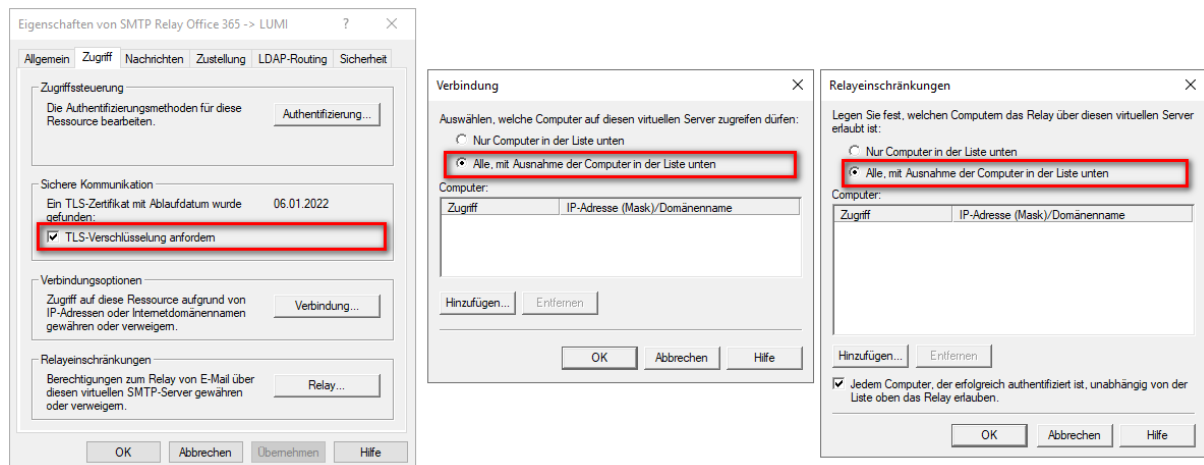 Eigenschaften von SMTP Relay Office 365 -> LUMI
Allgemein Zugriff Nachrichten Zustellung LDAP-Routing Sicherheit
Zugriffssteuerung
Die Authentifizierungsmethoden für diese
Ressource bearbeiten.
Authentifizierung...
Sichere Kommunikation
Ein TLS-Zertifikat mit Ablaufdatum wurde
gefunden:
06.01.2022
TLS-Verschlüsselung anfordern
Verbindungsoptionen
Zugriff auf diese Ressource aufgrund von
IP-Adressen oder Internetdomänennamen
gewähren oder verweigern.
Verbindung...
Relayeinschränkungen
Berechtigungen zum Relay von E-Mail über
diesen virtuellen SMTP-Server gewähren
oder verweigern.
Relay...
OK Abbrechen Übernehmen Hilfe
Verbindung
Auswählen, welche Computer auf diesen virtuellen Server zugreifen dürfen:
Nur Computer in der Liste unten
Alle, mit Ausnahme der Computer in der Liste unten
Computer:
Zugriff IP-Adresse (Mask)/Domänenname
Hinzufügen... Entfernen
OK Abbrechen Hilfe
Relayeinschränkungen
Legen Sie fest, welchen Computern das Relay über diesen virtuellen Server
erlaubt ist:
Nur Computer in der Liste unten
Alle, mit Ausnahme der Computer in der Liste unten
Computer:
Zugriff IP-Adresse (Mask)/Domänenname
Hinzufügen... Entfernen
Jedem Computer, der erfolgreich authentifiziert ist, unabhängig von der
Liste oben das Relay erlauben.
OK Abbrechen Hilfe